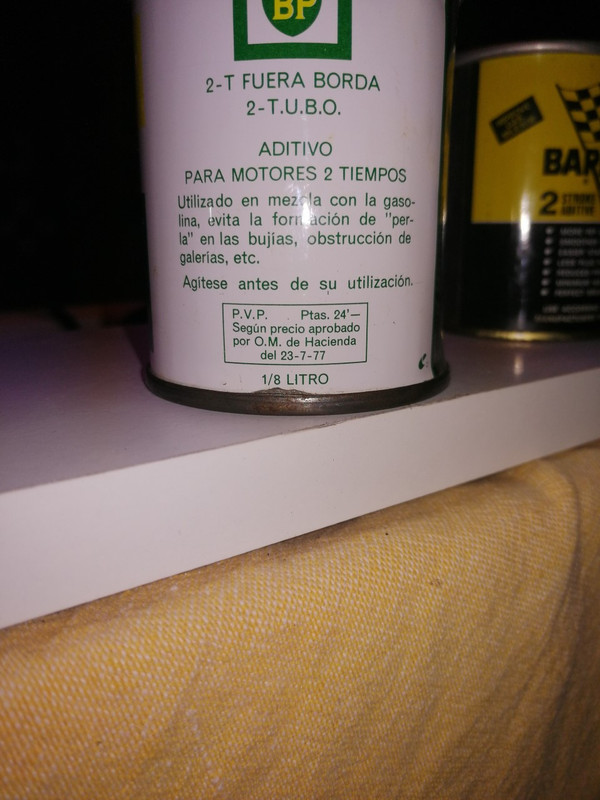 BP
2-T FUERA BORDA
2-T.U.B.O.
ADITIVO
PARA MOTORES 2 TIEMPOS
Utilizado en mezcla con la gaso-
lina, evita la formación de "per-
la" en las bujías, obstrucción de
galerías, etc.
Agítese antes de su utilización.
P.V.P. Ptas. 24'—
Según precio aprobado
por O.M. de Hacienda
del 23-7-77
1/8 LITRO
BAR
2 STROKE
ADDITIVE